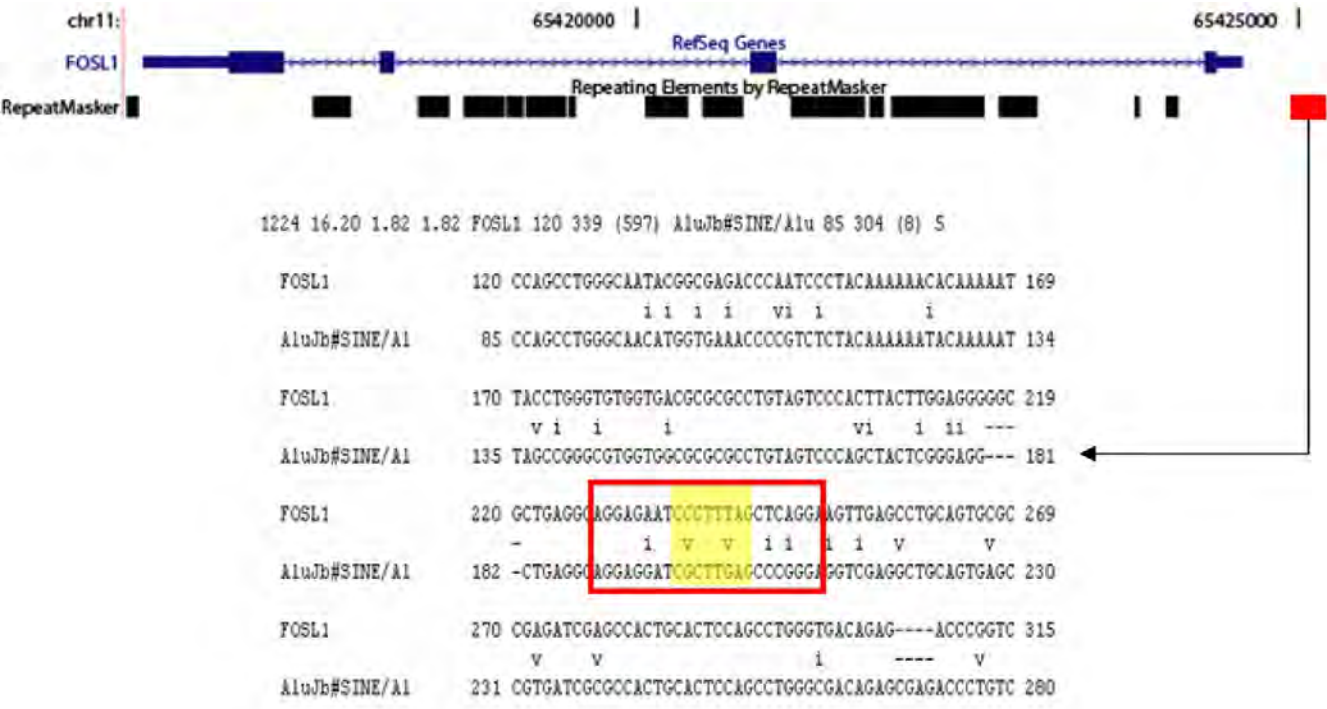 chr11: 65420000 65425000
RefSeq Genes
FOSL1
Repeating Elements by RepeatMasker
RepeatMasker
1224 16.20 1.82 1.82 FOSL1 120 339 (597) AluJb#SINE/Alu 85 304 (8) 5
FOSL1 120 CCAGCCTGGGCAATACGGCGAGACCCAATCCCTACAAAAAACACAAAAAT 169
i i i i vi i i
AluJb#SINE/Al 85 CCAGCCTGGGCAACATGGTGAAACCCCGTCTCTACAAAAAATACAAAAAT 134
FOSL1 170 TACCTGGGTGTGGTGACGCGCGCCTGTAGTCCCACTTACTTGGAGGGGGC 219
v i i i vi i ii ---
AluJb#SINE/Al 135 TAGCCGGGCGTGGTGGCGCGCGCCTGTAGTCCCAGCTACTCGGGAGG--- 181
FOSL1 220 GCTGAGGCAGGAGAATCCCTTTAGCTCAGGAAGTTGAGCCTGCAGTGCGC 269
- i v v i i i i v v
AluJb#SINE/Al 182 -CTGAGGCAGGAGGATCGCTTGAGCCCGGGAGGTCGAGGCTGCAGTGAGC 230
FOSL1 270 CGAGATCGAGCCACTGCACTCCAGCCTGGGTGACAGAG----ACCCGGTC 315
v v i ---- v
AluJb#SINE/Al 231 CGTGATCGCGCCACTGCACTCCAGCCTGGGCGACAGAGCGAGACCCTGTC 280